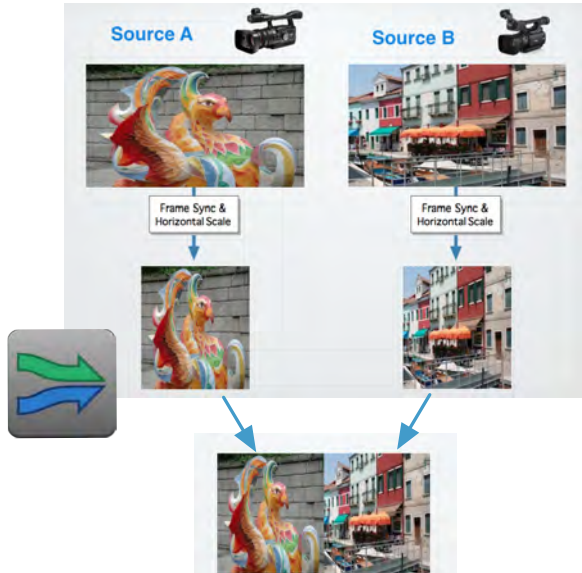 Source A
Source B
Frame Sync &
Horizontal Scale
Frame Sync &
Horizontal Scale